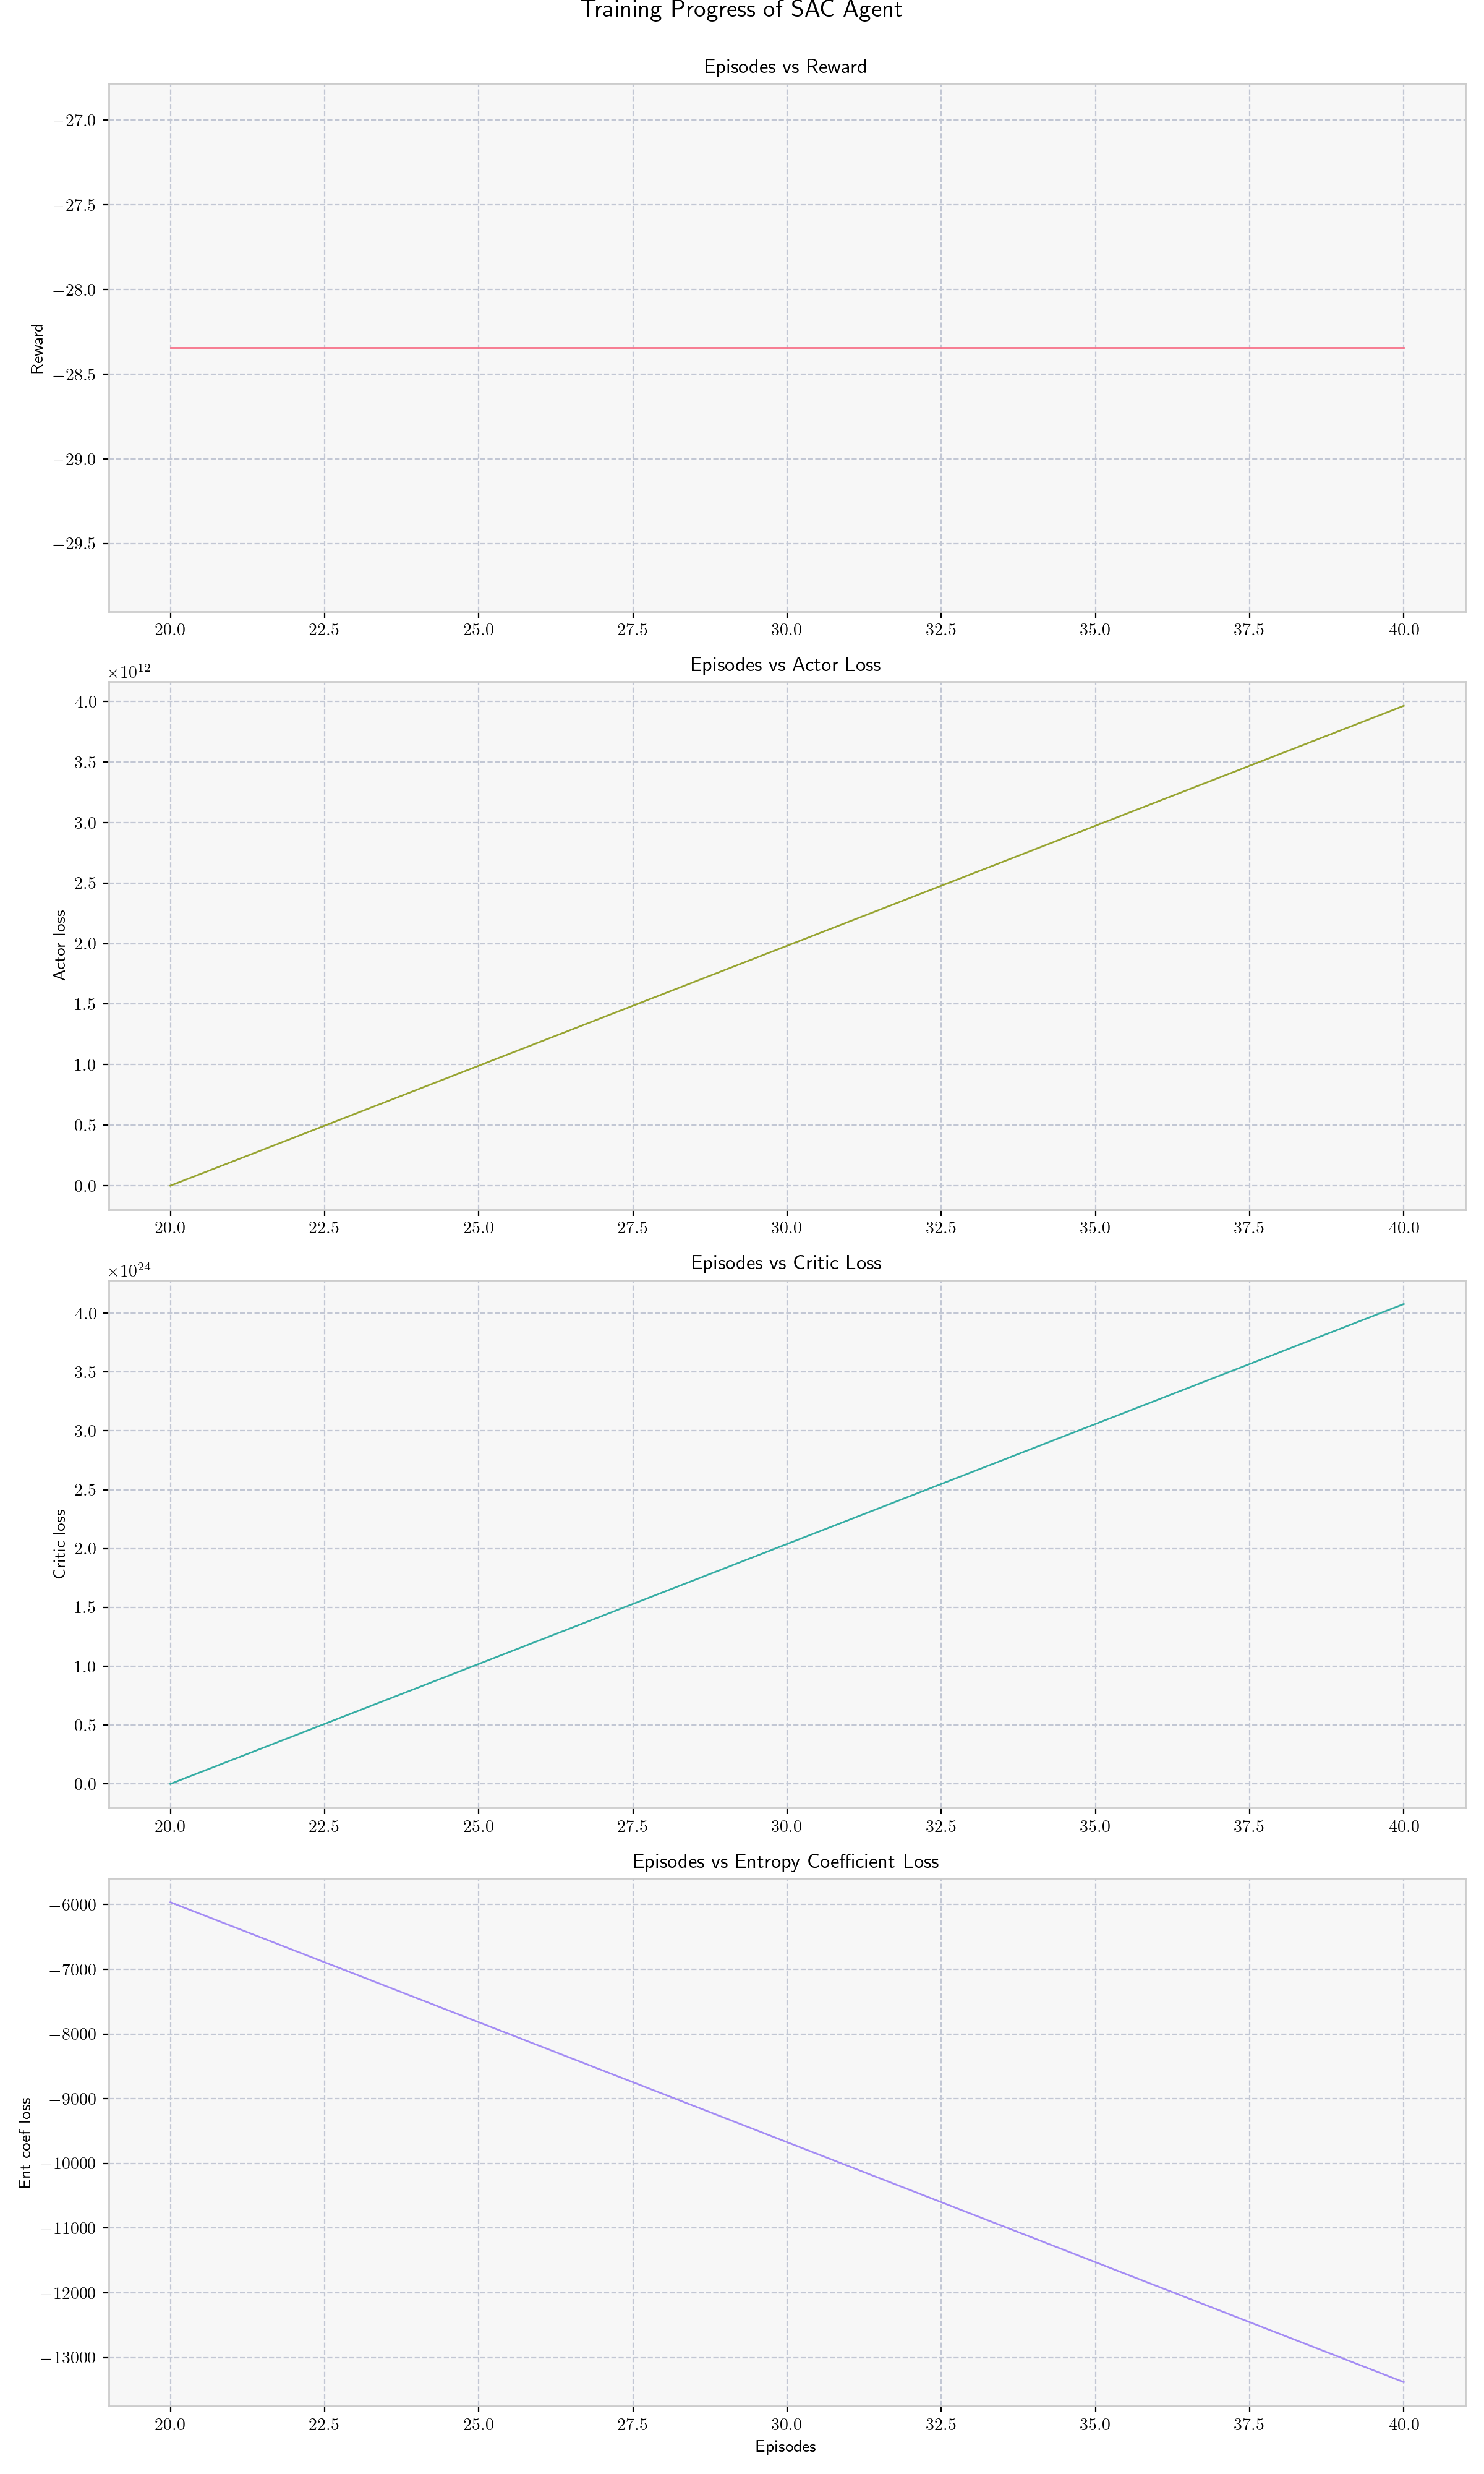 Training Progress of SAC Agent
Episodes vs Reward
Reward
−27.0
−27.5
−28.0
−28.5
−29.0
−29.5
20.0 22.5 25.0 27.5 30.0 32.5 35.0 37.5 40.0
Episodes vs Actor Loss
×10¹²
Actor loss
4.0
3.5
3.0
2.5
2.0
1.5
1.0
0.5
0.0
20.0 22.5 25.0 27.5 30.0 32.5 35.0 37.5 40.0
Episodes vs Critic Loss
×10²⁴
Critic loss
4.0
3.5
3.0
2.5
2.0
1.5
1.0
0.5
0.0
20.0 22.5 25.0 27.5 30.0 32.5 35.0 37.5 40.0
Episodes vs Entropy Coefficient Loss
Ent coef loss
−6000
−7000
−8000
−9000
−10000
−11000
−12000
−13000
20.0 22.5 25.0 27.5 30.0 32.5 35.0 37.5 40.0
Episodes